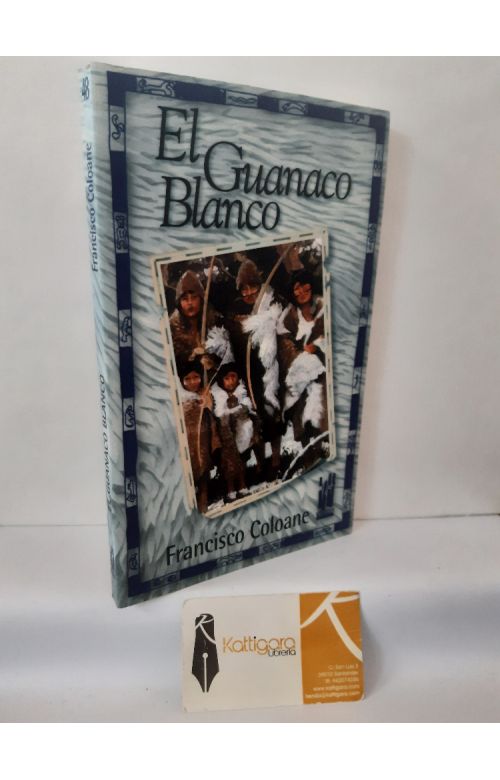 El
Guanaco
Blanco
Francisco Coloane
Francisco Coloane
EL GUANACO BLANCO
Kattigara
Librería
www.kattigara.com